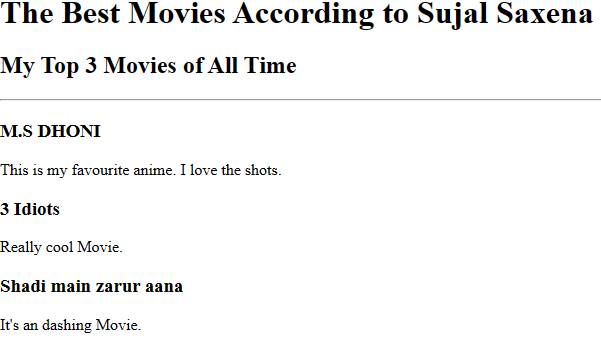 The Best Movies According to Sujal Saxena
My Top 3 Movies of All Time
M.S DHONI
This is my favourite anime. I love the shots.
3 Idiots
Really cool Movie.
Shadi main zarur aana
It's an dashing Movie.